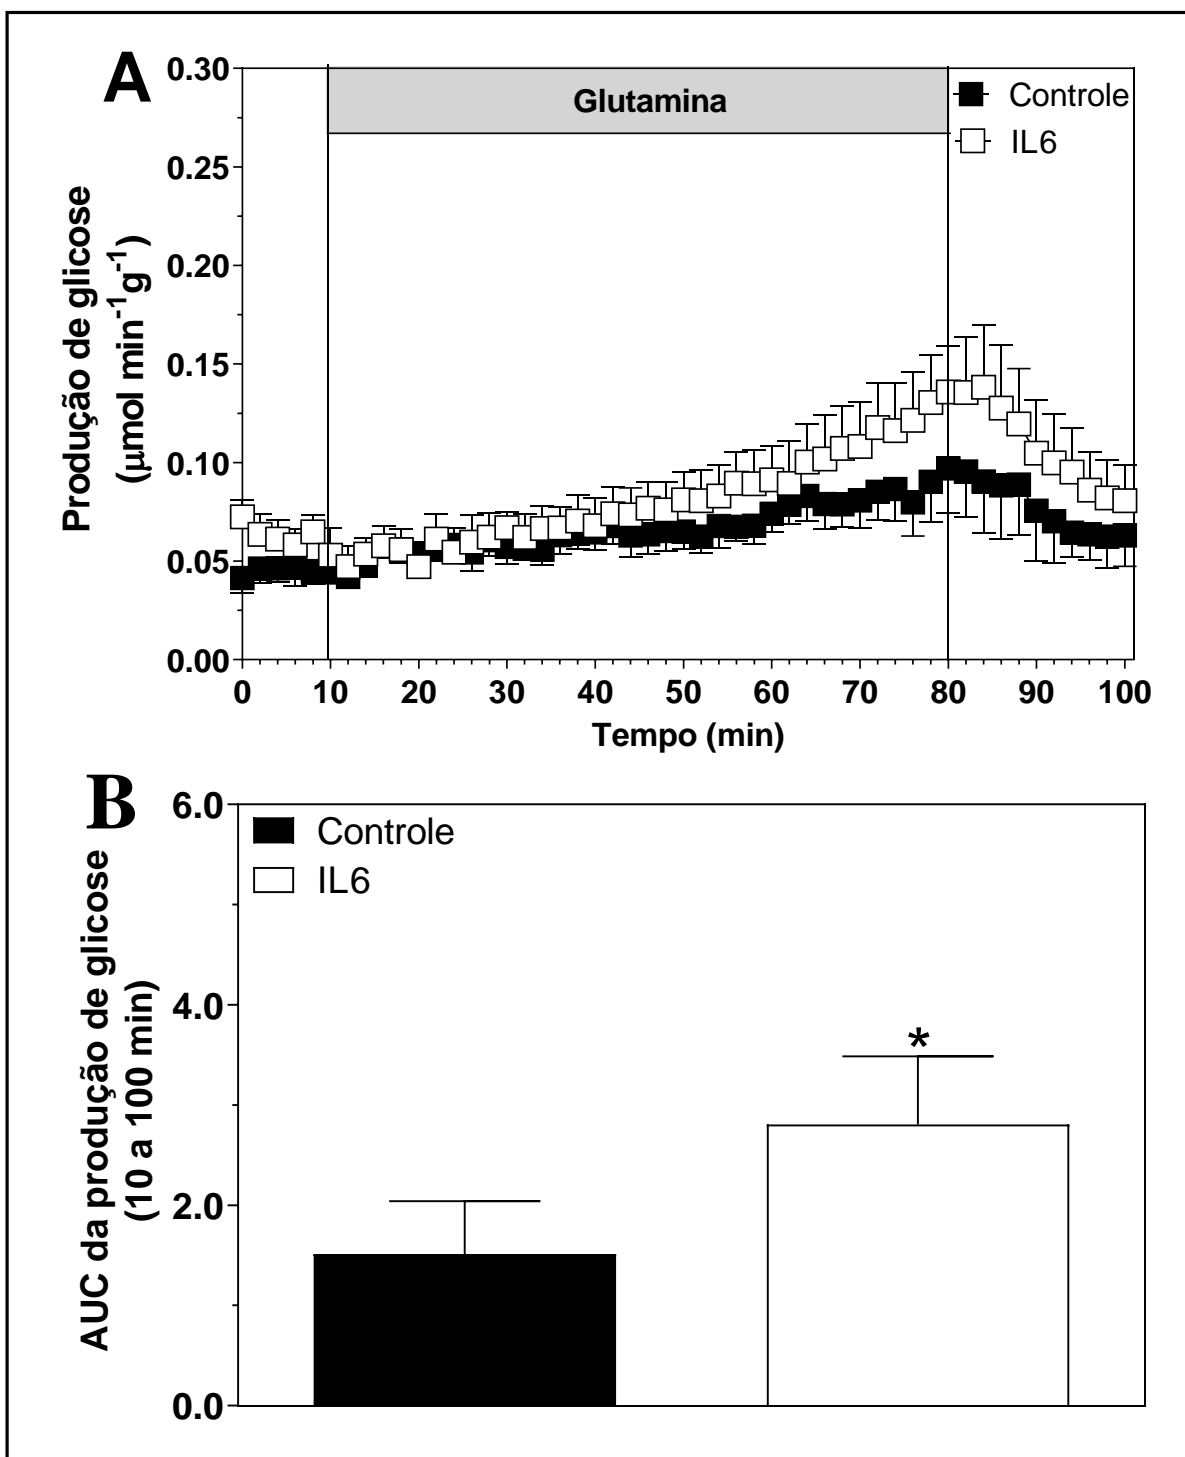 A
Glutamina
Controle
IL6
Produção de glicose
(μmol min⁻¹g⁻¹)
0.30
0.25
0.20
0.15
0.10
0.05
0.00
0 10 20 30 40 50 60 70 80 90 100
Tempo (min)
B
Controle
IL6
AUC da produção de glicose
(10 a 100 min)
6.0
4.0
2.0
0.0
*